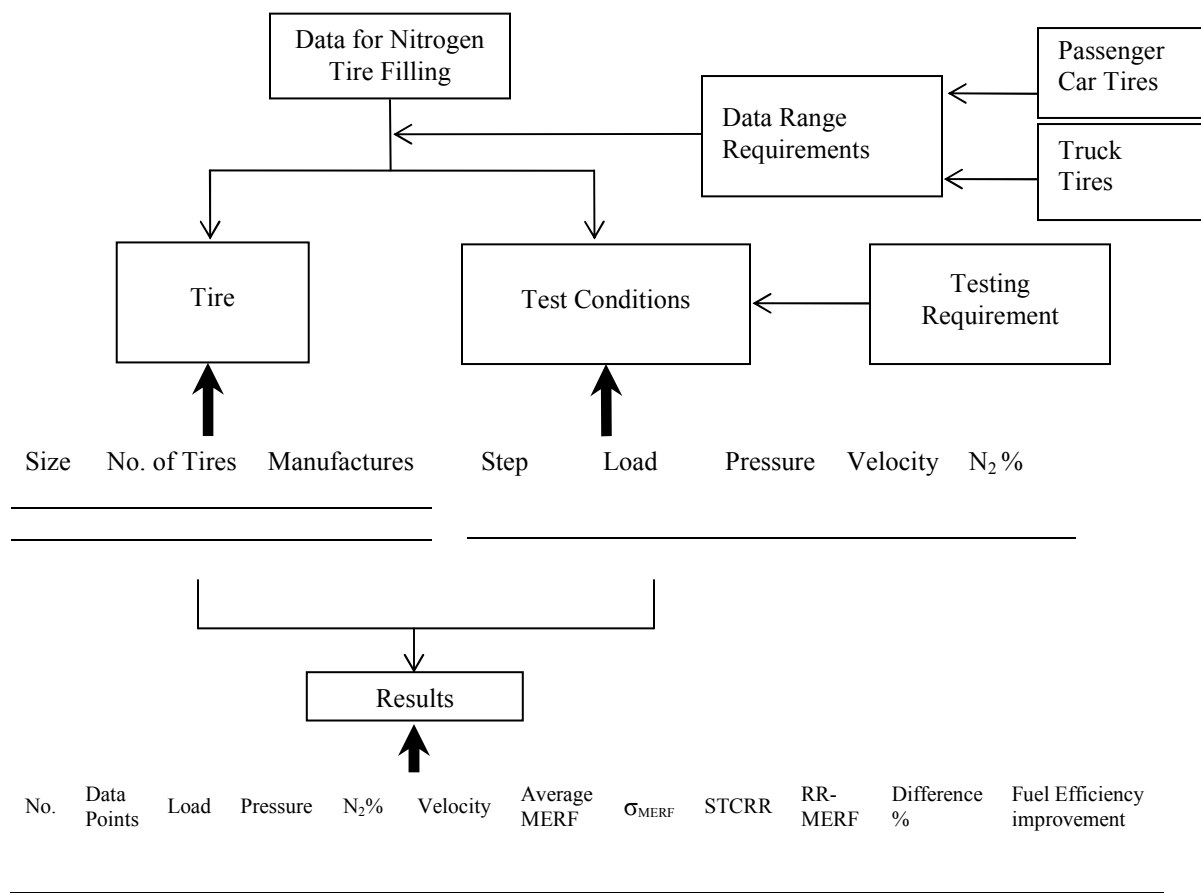 Data for Nitrogen
Tire Filling
Passenger
Car Tires
Data Range
Requirements
Truck
Tires
Tire
Test Conditions
Testing
Requirement
Size No. of Tires Manufactures Step Load Pressure Velocity N₂ %
Results
No. Data Points Load Pressure N₂% Velocity Average MERF σMERF STCRR RR-MERF Difference % Fuel Efficiency improvement